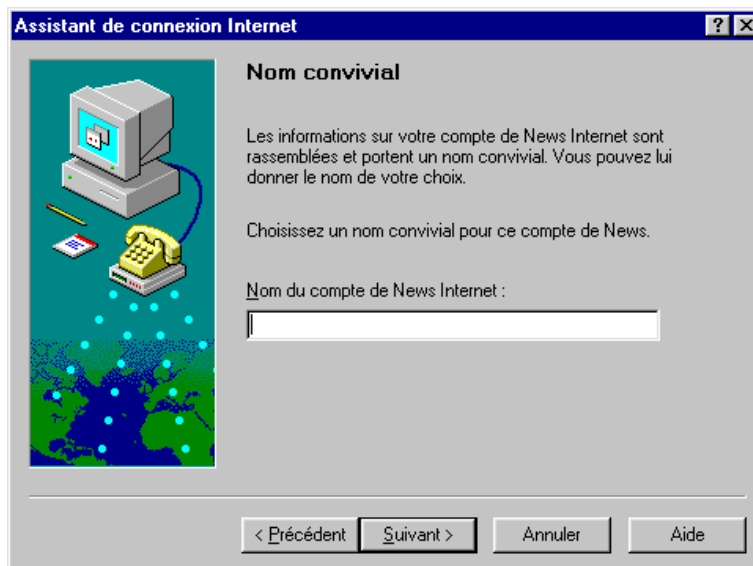 Assistant de connexion Internet
Nom convivial
Les informations sur votre compte de News Internet sont
rassemblées et portent un nom convivial. Vous pouvez lui
donner le nom de votre choix.
Choisissez un nom convivial pour ce compte de News.
Nom du compte de News Internet :
< Précédent Suivant > Annuler Aide